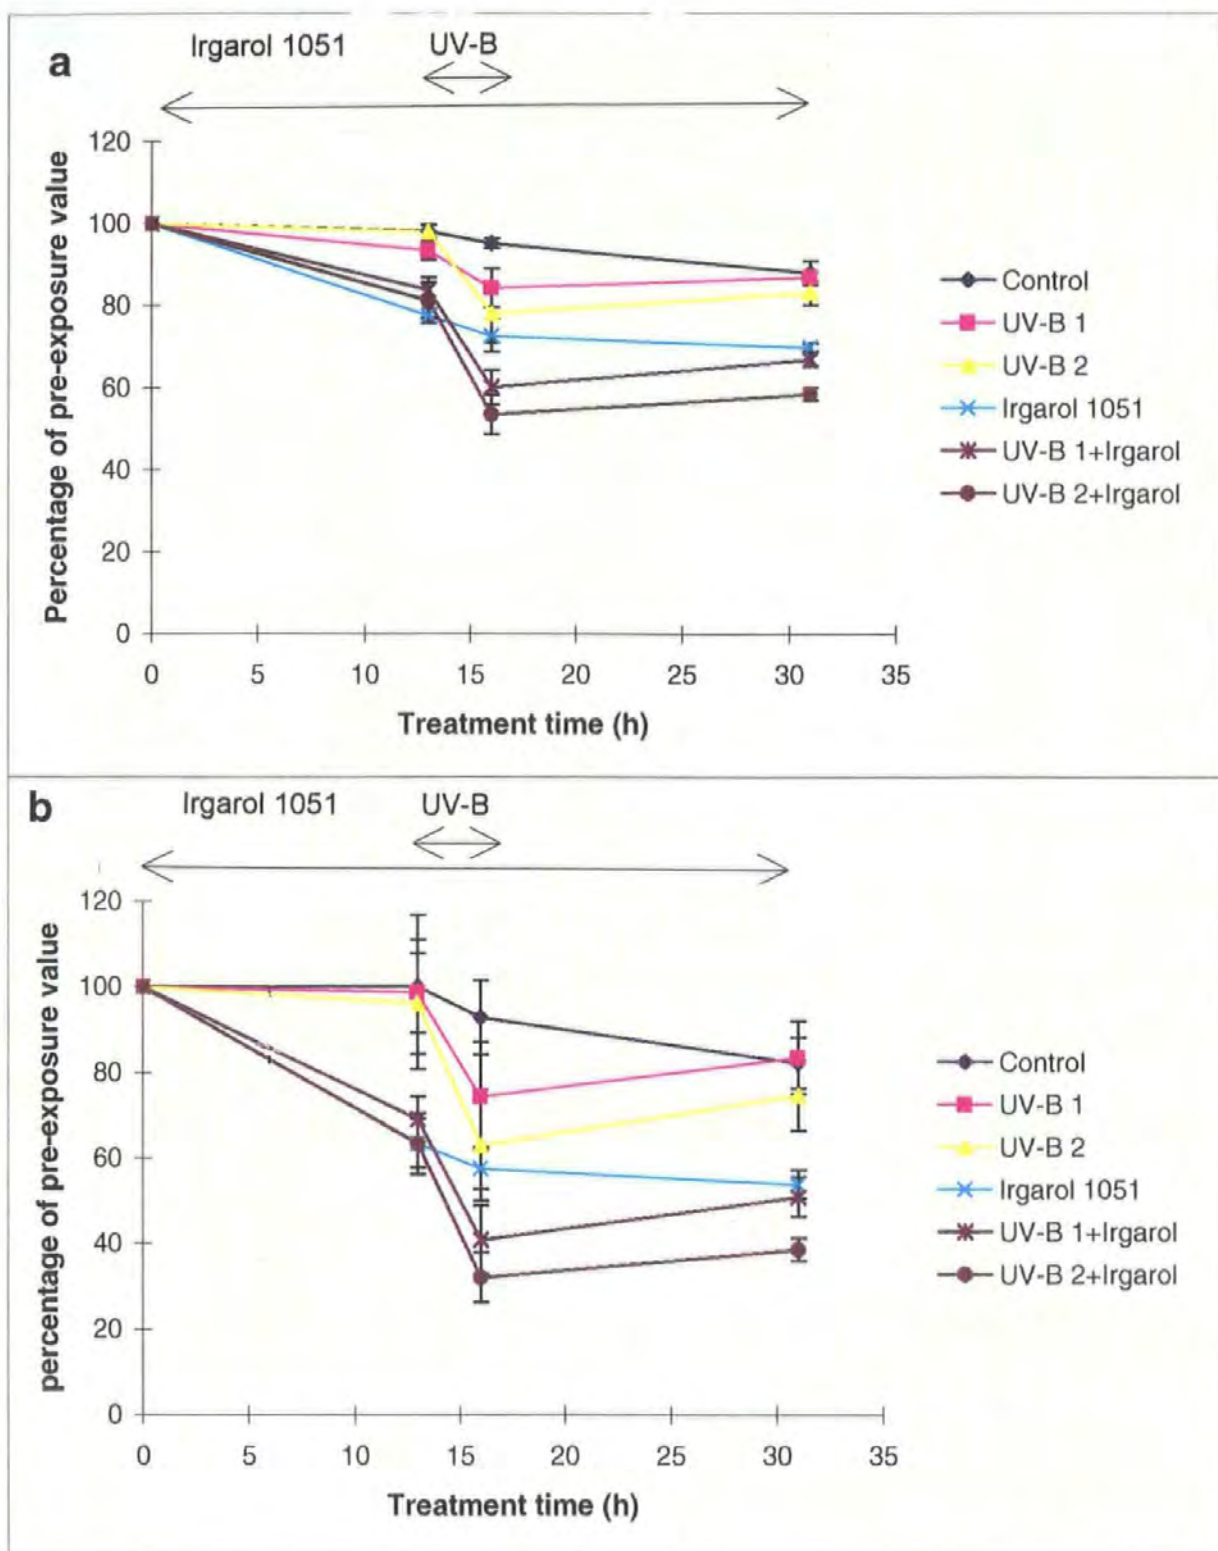 a
Irgarol 1051
UV-B
120
100
80
60
40
20
0
Percentage of pre-exposure value
0 5 10 15 20 25 30 35
Treatment time (h)
Control
UV-B 1
UV-B 2
Irgarol 1051
UV-B 1+Irgarol
UV-B 2+Irgarol
b
Irgarol 1051
UV-B
120
100
80
60
40
20
0
percentage of pre-exposure value
0 5 10 15 20 25 30 35
Treatment time (h)
Control
UV-B 1
UV-B 2
Irgarol 1051
UV-B 1+Irgarol
UV-B 2+Irgarol